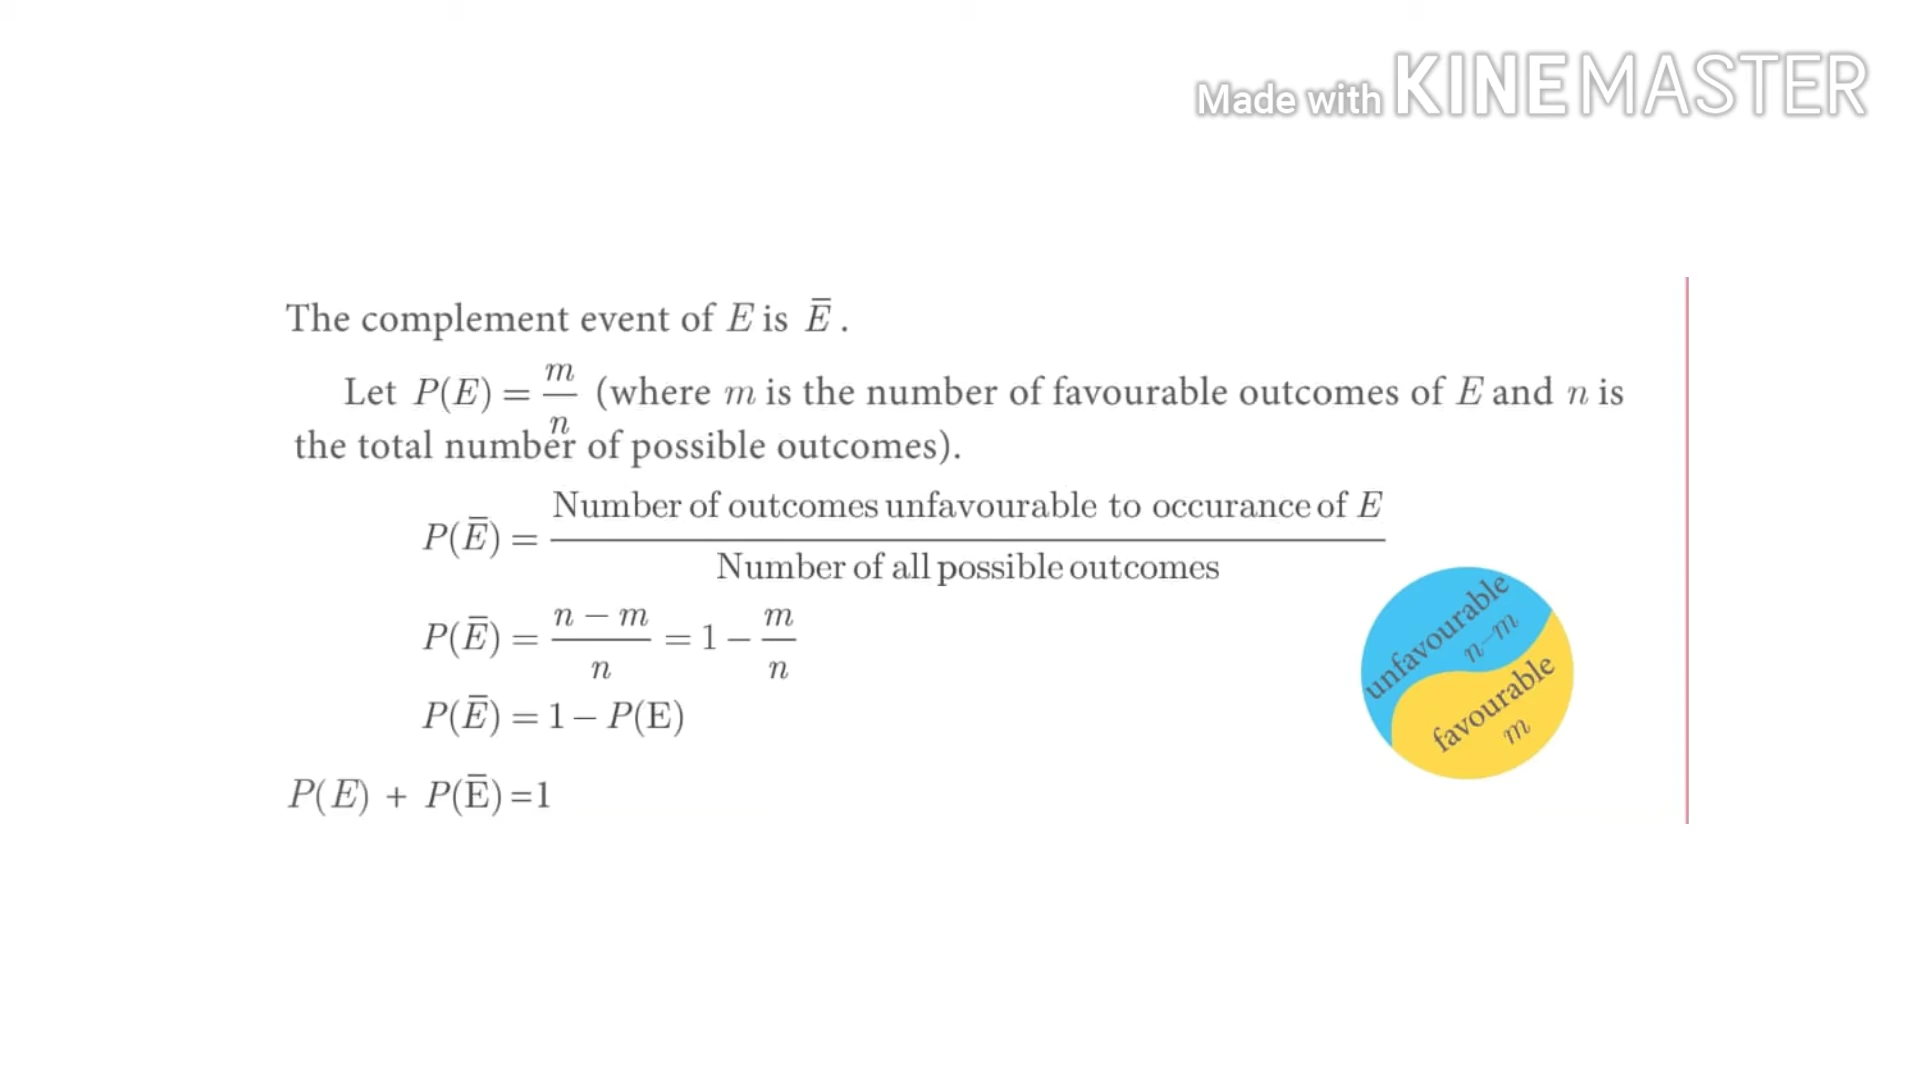 Made with KINEMASTER
The complement event of E is E̅ .
Let P(E) = m/n (where m is the number of favourable outcomes of E and n is
the total number of possible outcomes).
P(E̅) = Number of outcomes unfavourable to occurance of E / Number of all possible outcomes
P(E̅) = n − m / n = 1 − m/n
P(E̅) = 1 − P(E)
P(E) + P(E̅) =1
unfavourable
n−m
favourable
m